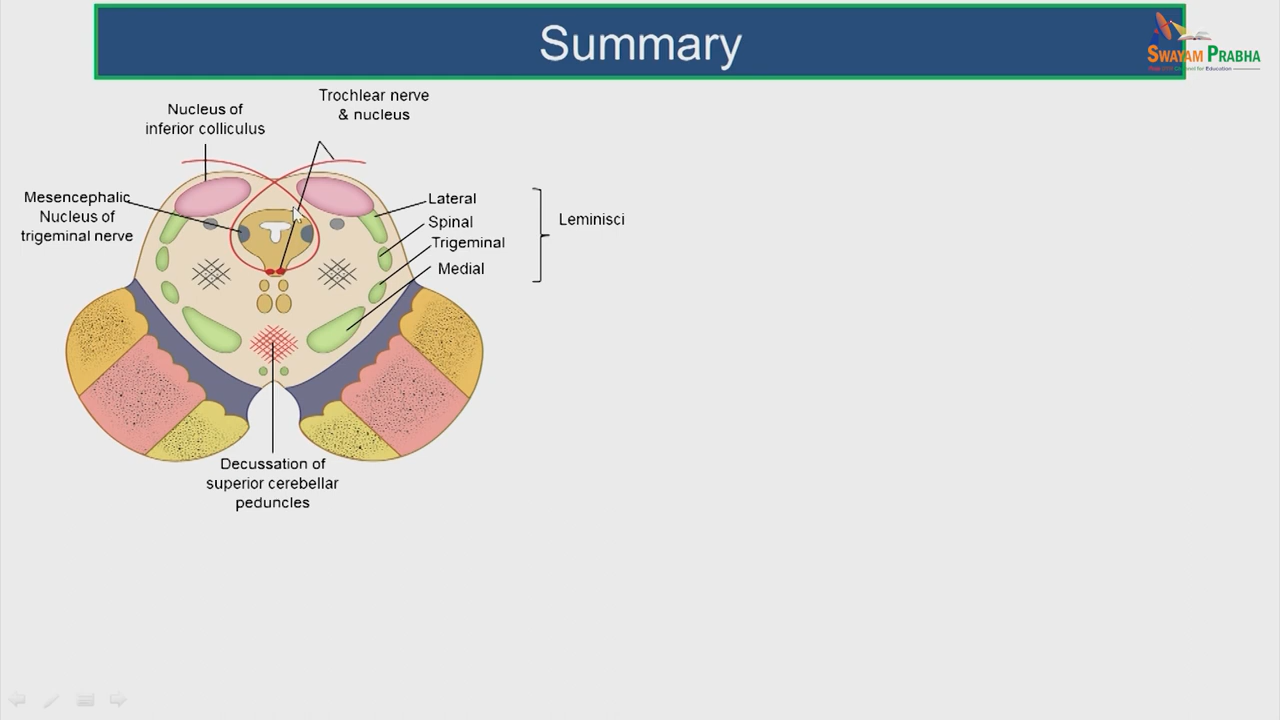 Summary
SWAYAM PRABHA
Trochlear nerve
& nucleus
Nucleus of
inferior colliculus
Mesencephalic
Nucleus of
trigeminal nerve
Lateral
Spinal
Trigeminal
Medial
Leminisci
Decussation of
superior cerebellar
peduncles